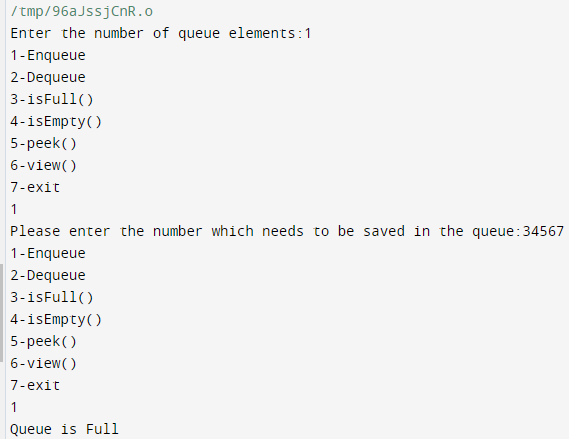 /tmp/96aJssjCnR.o
Enter the number of queue elements:1
1-Enqueue
2-Dequeue
3-isFull()
4-isEmpty()
5-peek()
6-view()
7-exit
1
Please enter the number which needs to be saved in the queue:34567
1-Enqueue
2-Dequeue
3-isFull()
4-isEmpty()
5-peek()
6-view()
7-exit
1
Queue is Full